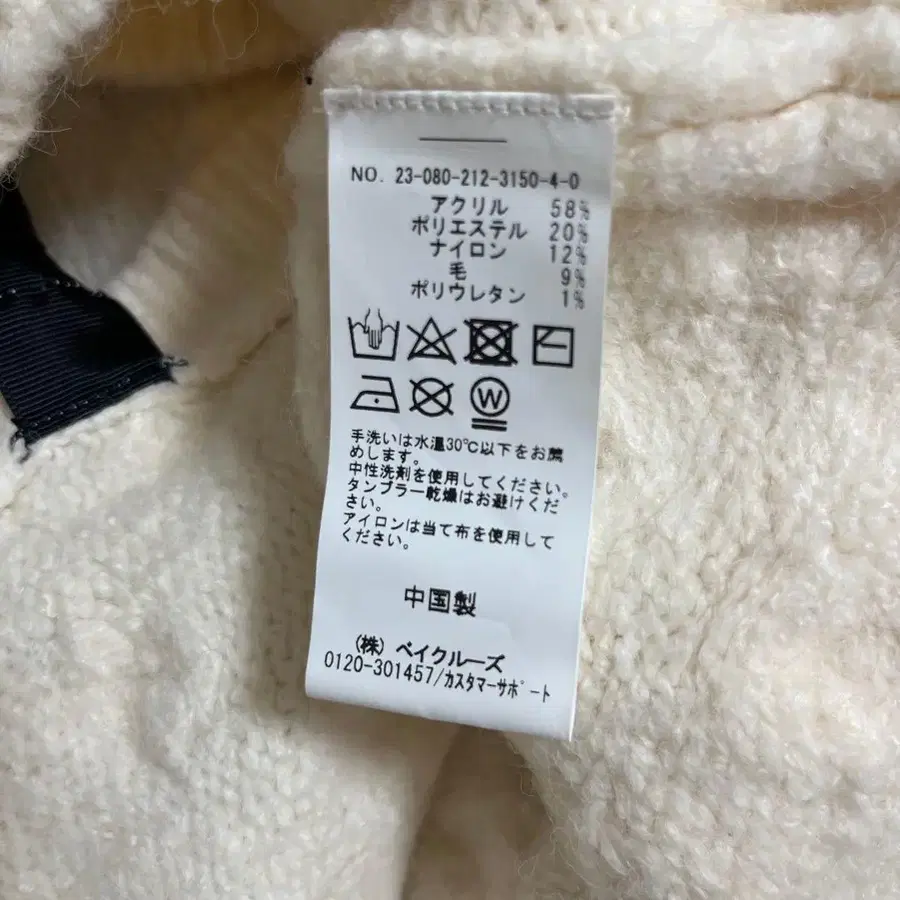 NO. 23-080-212-3150-4-0
アクリル 58%
ポリエステル 20%
ナイロン 12%
毛 9%
ポリウレタン 1%
W
手洗いは水温30℃以下をお薦
めします。
中性洗剤を使用してください。
タンブラー乾燥はお避けくだ
さい。
アイロンは当て布を使用して
ください。
中国製
(株) ベイクルーズ
0120-301457/カスタマーサポート